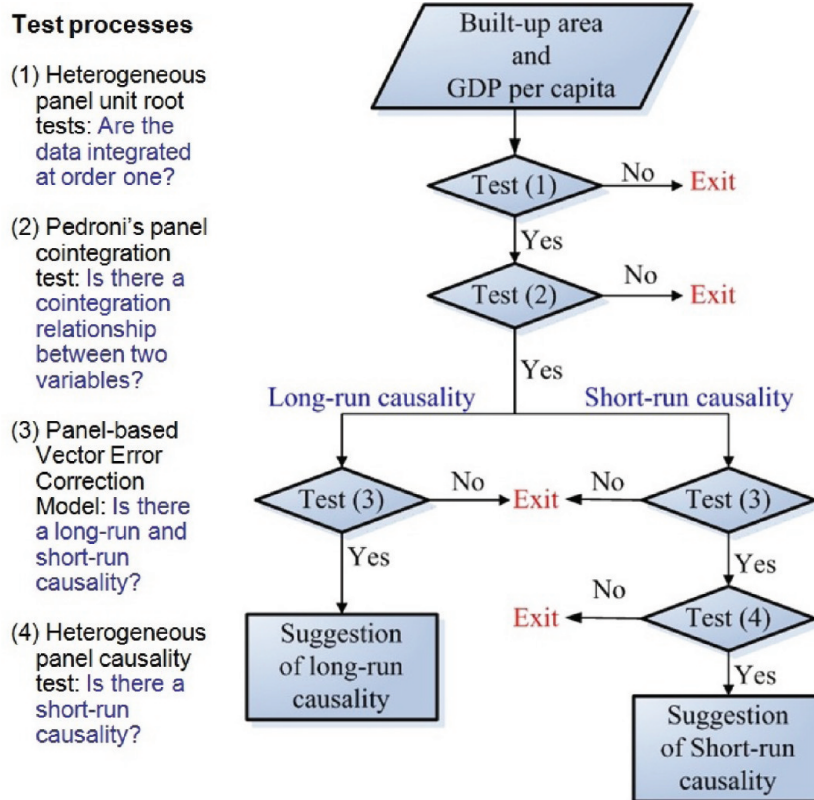 Test processes
(1) Heterogeneous
panel unit root
tests: Are the
data integrated
at order one?
(2) Pedroni's panel
cointegration
test: Is there a
cointegration
relationship
between two
variables?
(3) Panel-based
Vector Error
Correction
Model: Is there
a long-run and
short-run
causality?
(4) Heterogeneous
panel causality
test: Is there a
short-run
causality?
Built-up area
and
GDP per capita
Test (1)
No
Exit
Yes
Test (2)
No
Exit
Yes
Long-run causality
Short-run causality
Test (3)
No
Exit
No
Test (3)
Yes
Yes
Exit
No
Test (4)
Suggestion
of long-run
causality
Yes
Suggestion
of Short-run
causality